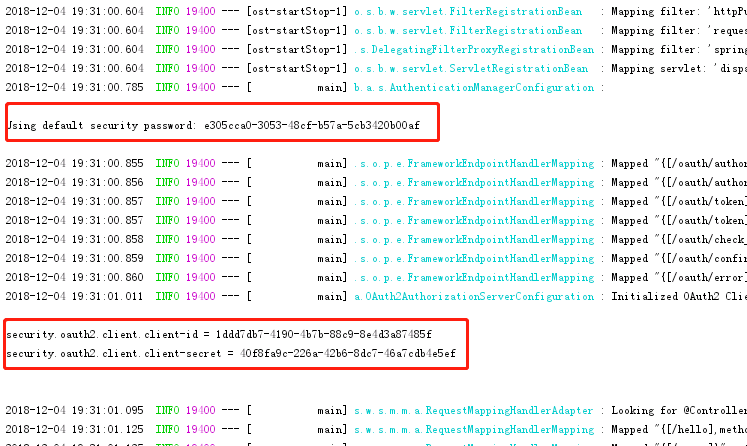 2018-12-04 19:31:00.604  INFO 19400 --- [ost-startStop-1] o.s.b.w.servlet.FilterRegistrationBean   : Mapping filter: 'httpPu
2018-12-04 19:31:00.604  INFO 19400 --- [ost-startStop-1] o.s.b.w.servlet.FilterRegistrationBean   : Mapping filter: 'reques
2018-12-04 19:31:00.604  INFO 19400 --- [ost-startStop-1] .s.DelegatingFilterProxyRegistrationBean : Mapping filter: 'spring
2018-12-04 19:31:00.604  INFO 19400 --- [ost-startStop-1] o.s.b.w.servlet.ServletRegistrationBean  : Mapping servlet: 'dispa
2018-12-04 19:31:00.785  INFO 19400 --- [           main] b.a.s.AuthenticationManagerConfiguration :
Using default security password: e305cca0-3053-48cf-b57a-5cb3420b00af
2018-12-04 19:31:00.855  INFO 19400 --- [           main] .s.o.p.e.FrameworkEndpointHandlerMapping : Mapped "{[/oauth/author
2018-12-04 19:31:00.856  INFO 19400 --- [           main] .s.o.p.e.FrameworkEndpointHandlerMapping : Mapped "{[/oauth/author
2018-12-04 19:31:00.857  INFO 19400 --- [           main] .s.o.p.e.FrameworkEndpointHandlerMapping : Mapped "{[/oauth/token]
2018-12-04 19:31:00.857  INFO 19400 --- [           main] .s.o.p.e.FrameworkEndpointHandlerMapping : Mapped "{[/oauth/token]
2018-12-04 19:31:00.858  INFO 19400 --- [           main] .s.o.p.e.FrameworkEndpointHandlerMapping : Mapped "{[/oauth/check_
2018-12-04 19:31:00.859  INFO 19400 --- [           main] .s.o.p.e.FrameworkEndpointHandlerMapping : Mapped "{[/oauth/confir
2018-12-04 19:31:00.860  INFO 19400 --- [           main] .s.o.p.e.FrameworkEndpointHandlerMapping : Mapped "{[/oauth/error]
2018-12-04 19:31:01.011  INFO 19400 --- [           main] a.OAuth2AuthorizationServerConfiguration : Initialized OAuth2 Clie
security.oauth2.client.client-id = 1ddd7db7-4190-4b7b-88c9-8e4d3a87485f
security.oauth2.client.client-secret = 40f8fa9c-226a-42b6-8dc7-46a7cdb4e5ef
2018-12-04 19:31:01.095  INFO 19400 --- [           main] s.w.s.m.m.a.RequestMappingHandlerAdapter : Looking for @Controller
2018-12-04 19:31:01.125  INFO 19400 --- [           main] s.w.s.m.m.a.RequestMappingHandlerMapping : Mapped "{[/hello],metho